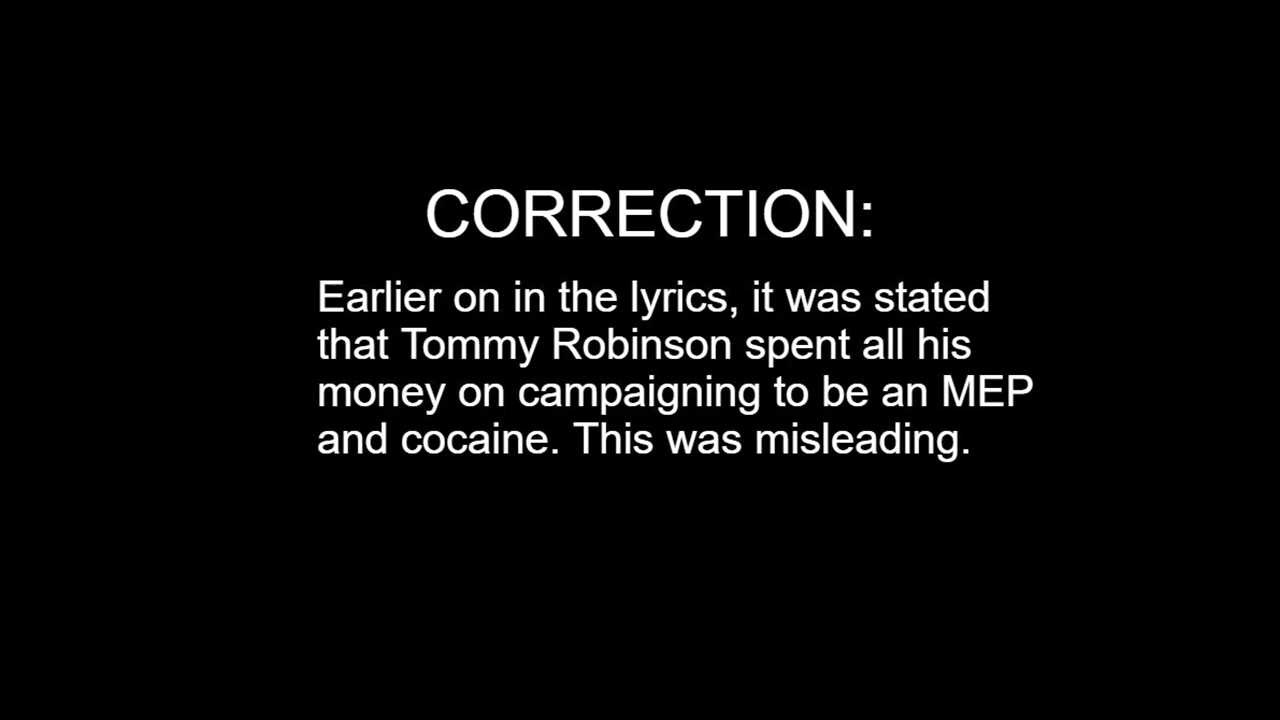 CORRECTION:
Earlier on in the lyrics, it was stated
that Tommy Robinson spent all his
money on campaigning to be an MEP
and cocaine. This was misleading.